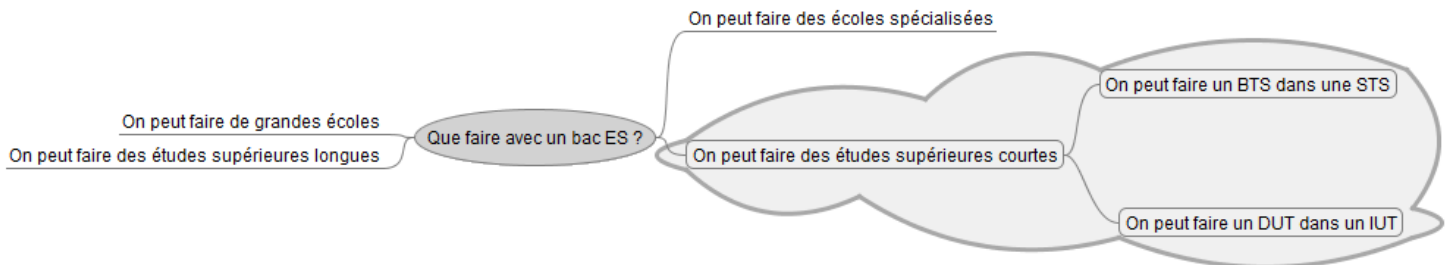 On peut faire des écoles spécialisées
On peut faire un BTS dans une STS
On peut faire de grandes écoles
Que faire avec un bac ES ?
On peut faire des études supérieures longues
On peut faire des études supérieures courtes
On peut faire un DUT dans un IUT